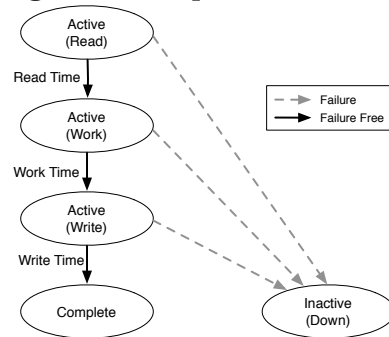 Active
(Read)
Read Time
Failure
Failure Free
Active
(Work)
Work Time
Active
(Write)
Write Time
Complete
Inactive
(Down)